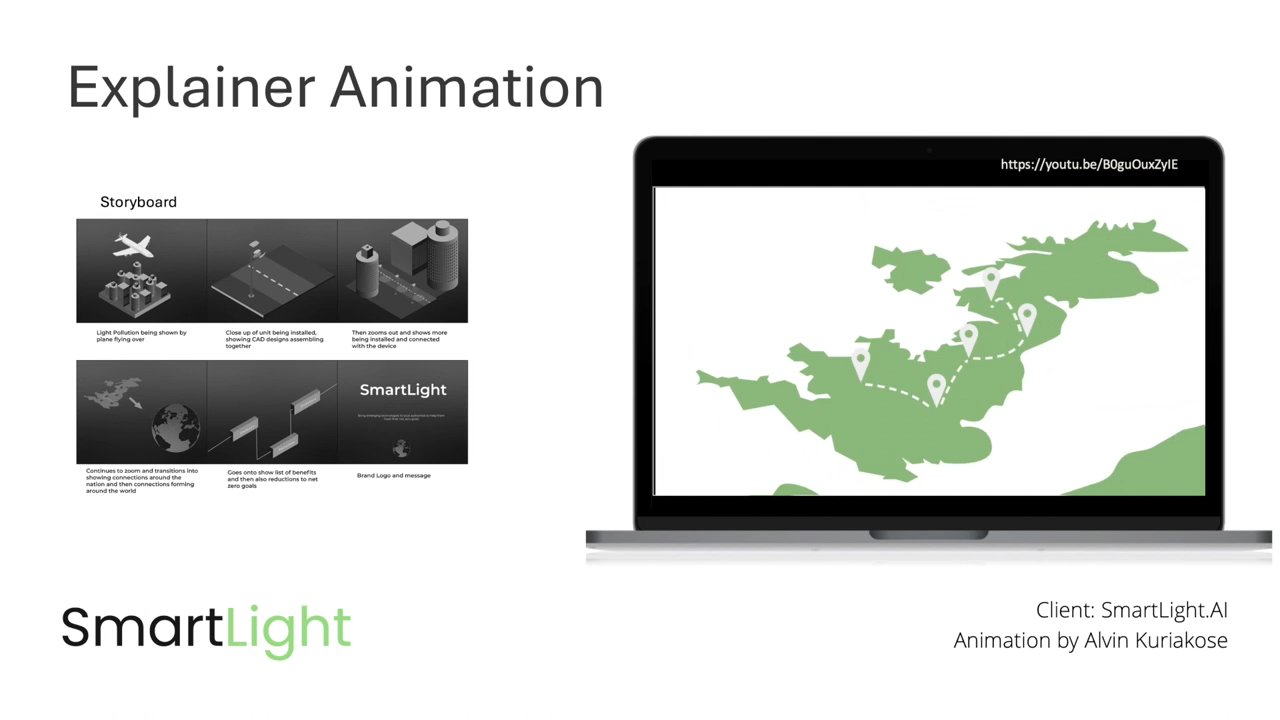 Explainer Animation
https://youtu.be/B0guOuxZyIE
Storyboard
Light Pollution being shown by
plane flying over
Close up of unit being installed,
showing CAD designs assembling
together
Then zooms out and shows more
being installed and connected
with the device
SmartLight
Continues to zoom and transitions into
showing connections around the
nation and then connections forming
around the world
Goes onto show list of benefits
and then also reductions to net
zero goals
Brand Logo and message
SmartLight
Client: SmartLight.AI
Animation by Alvin Kuriakose